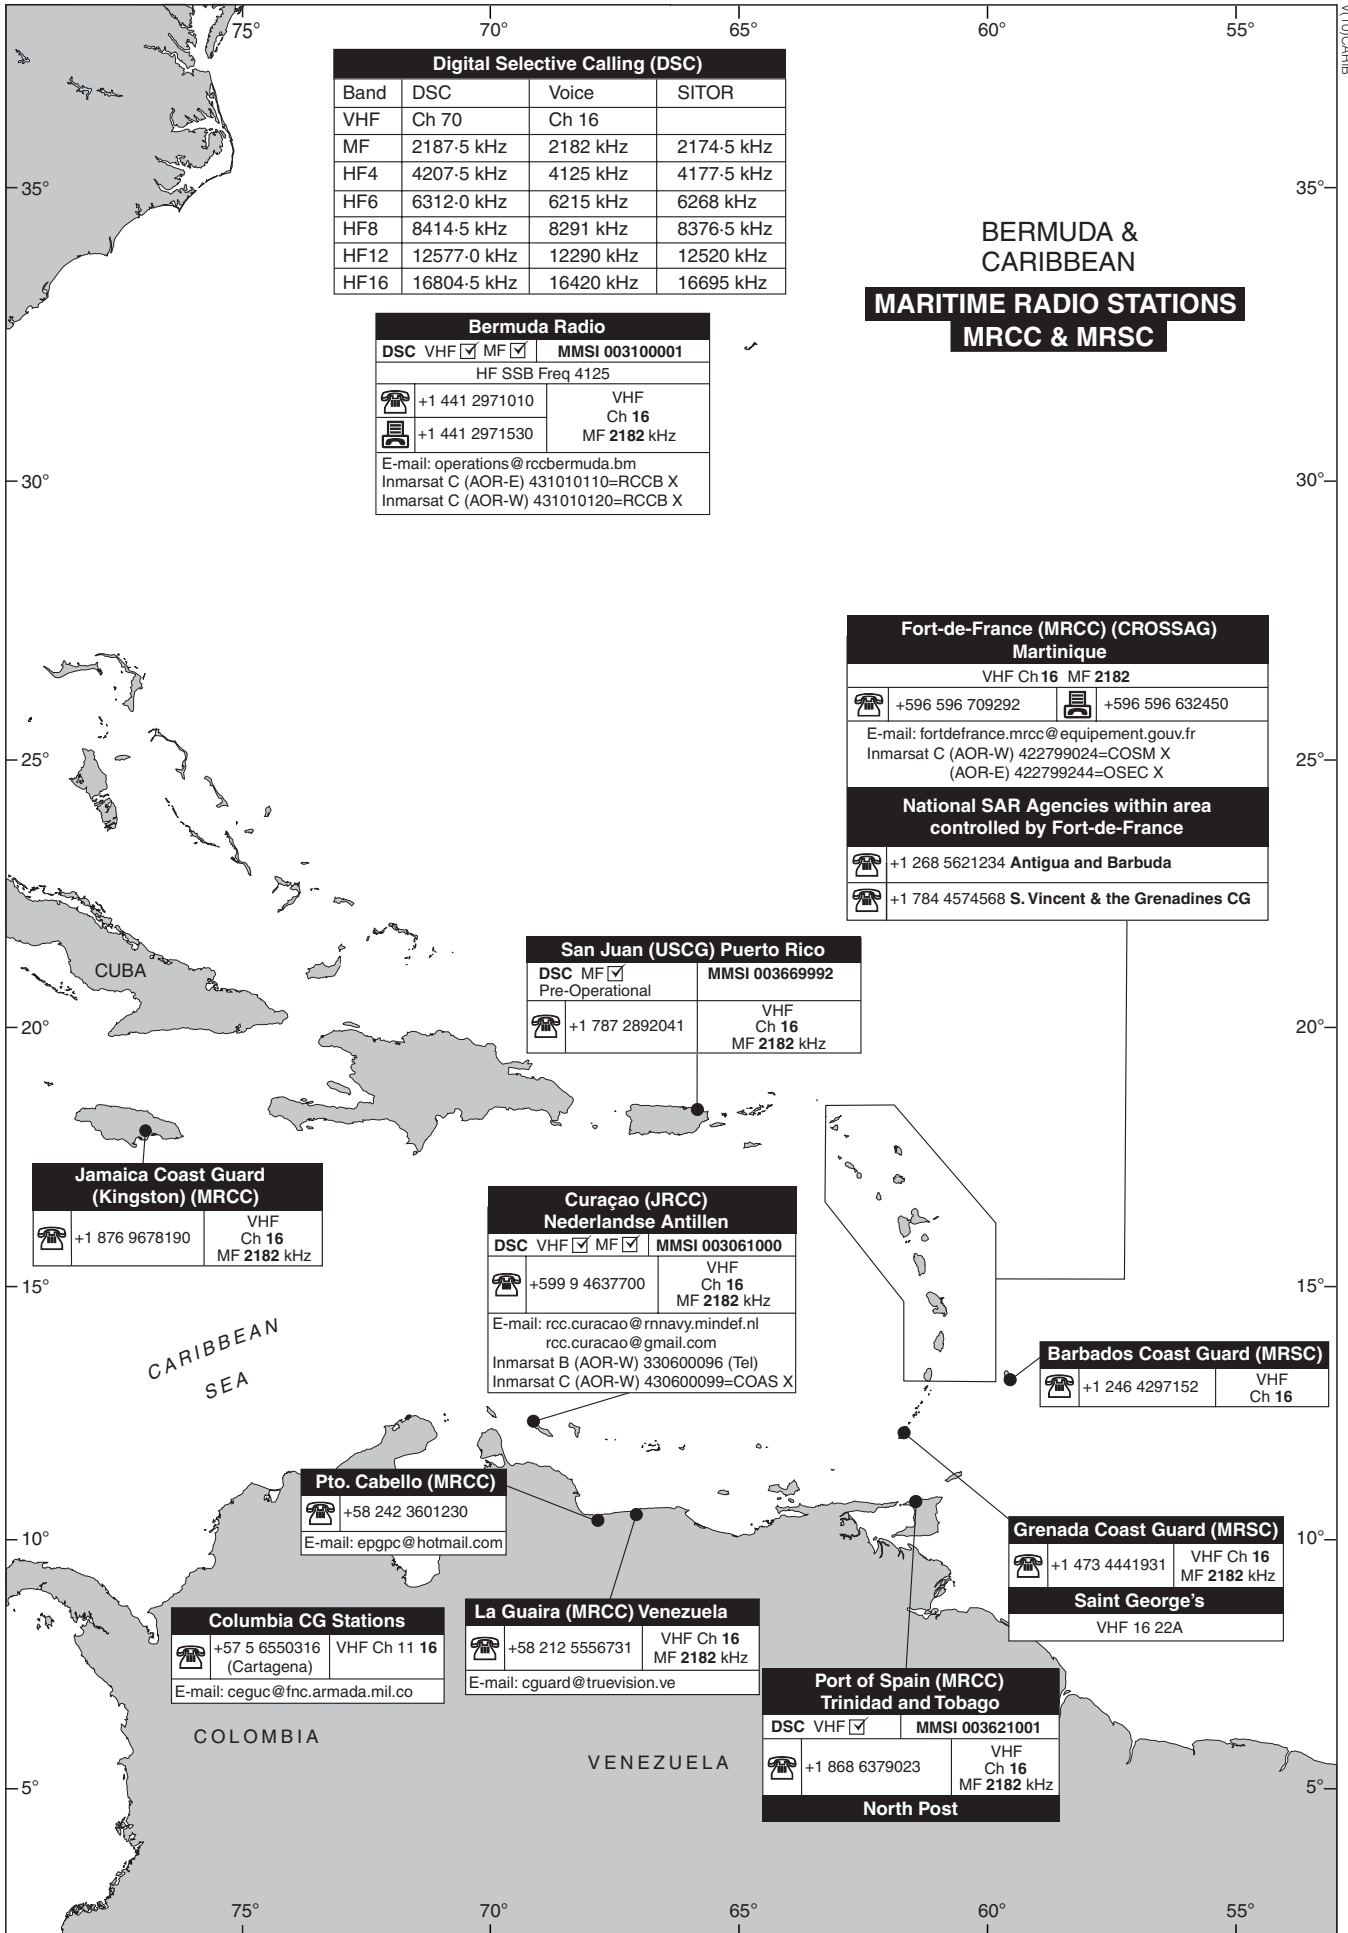 75°
70°
65°
60°
55°
V(10)CARIB
Digital Selective Calling (DSC)
Band DSC Voice SITOR
VHF Ch 70 Ch 16
MF 2187·5 kHz 2182 kHz 2174·5 kHz
HF4 4207·5 kHz 4125 kHz 4177·5 kHz
HF6 6312·0 kHz 6215 kHz 6268 kHz
HF8 8414·5 kHz 8291 kHz 8376·5 kHz
HF12 12577·0 kHz 12290 kHz 12520 kHz
HF16 16804·5 kHz 16420 kHz 16695 kHz
35°
35°
BERMUDA &
CARIBBEAN
MARITIME RADIO STATIONS
MRCC & MRSC
Bermuda Radio
DSC VHF MF MMSI 003100001
HF SSB Freq 4125
+1 441 2971010
+1 441 2971530
VHF
Ch 16
MF 2182 kHz
E-mail: operations@rccbermuda.bm
Inmarsat C (AOR-E) 431010110=RCCB X
Inmarsat C (AOR-W) 431010120=RCCB X
30°
30°
Fort-de-France (MRCC) (CROSSAG)
Martinique
VHF Ch 16 MF 2182
+596 596 709292
+596 596 632450
E-mail: fortdefrance.mrcc@equipement.gouv.fr
Inmarsat C (AOR-W) 422799024=COSM X
(AOR-E) 422799244=OSEC X
National SAR Agencies within area
controlled by Fort-de-France
+1 268 5621234 Antigua and Barbuda
+1 784 4574568 S. Vincent & the Grenadines CG
25°
25°
CUBA
San Juan (USCG) Puerto Rico
DSC MF
Pre-Operational
MMSI 003669992
+1 787 2892041
VHF
Ch 16
MF 2182 kHz
20°
20°
Jamaica Coast Guard
(Kingston) (MRCC)
+1 876 9678190
VHF
Ch 16
MF 2182 kHz
Curaçao (JRCC)
Nederlandse Antillen
DSC VHF MF MMSI 003061000
+599 9 4637700
VHF
Ch 16
MF 2182 kHz
E-mail: rcc.curacao@rnnavy.mindef.nl
rcc.curacao@gmail.com
Inmarsat B (AOR-W) 330600096 (Tel)
Inmarsat C (AOR-W) 430600099=COAS X
15°
15°
CARIBBEAN
SEA
Barbados Coast Guard (MRSC)
+1 246 4297152
VHF
Ch 16
Pto. Cabello (MRCC)
+58 242 3601230
E-mail: epgpc@hotmail.com
10°
10°
Grenada Coast Guard (MRSC)
+1 473 4441931
VHF Ch 16
MF 2182 kHz
Saint George's
VHF 16 22A
Columbia CG Stations
+57 5 6550316
(Cartagena)
VHF Ch 11 16
E-mail: ceguc@fnc.armada.mil.co
La Guaira (MRCC) Venezuela
+58 212 5556731
VHF Ch 16
MF 2182 kHz
E-mail: cguard@truevision.ve
Port of Spain (MRCC)
Trinidad and Tobago
DSC VHF MMSI 003621001
+1 868 6379023
VHF
Ch 16
MF 2182 kHz
North Post
COLOMBIA
VENEZUELA
5°
5°
75°
70°
65°
60°
55°